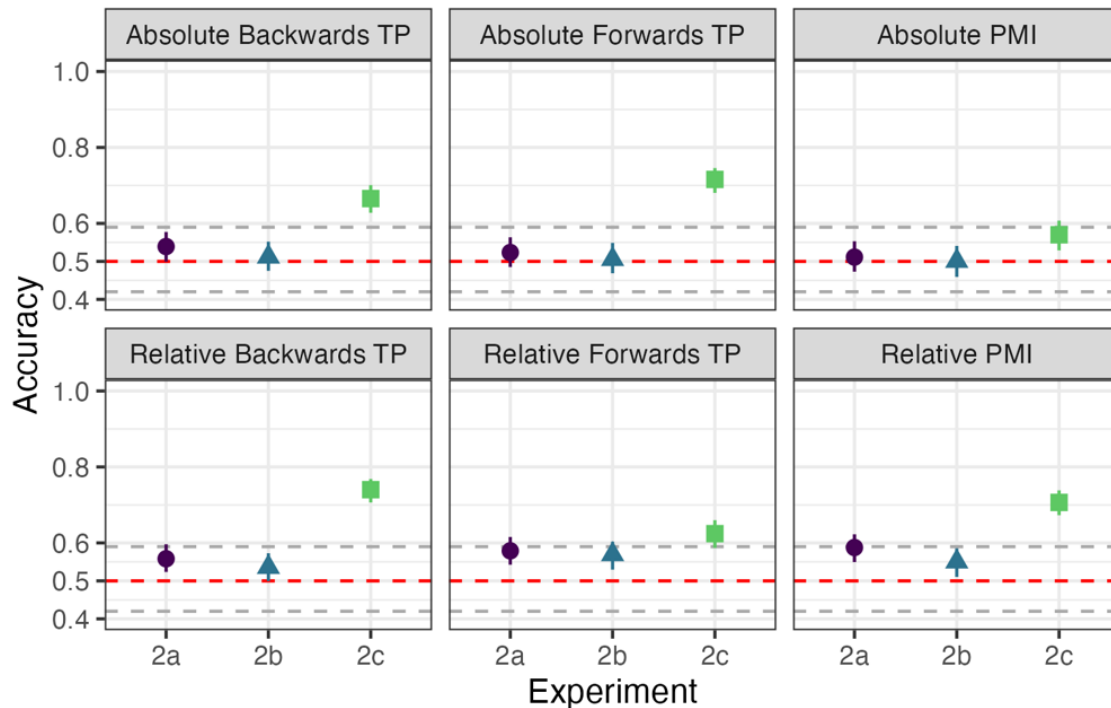 Absolute Backwards TP
Absolute Forwards TP
Absolute PMI
1.0
0.8
0.6
0.5
0.4
Relative Backwards TP
Relative Forwards TP
Relative PMI
1.0
0.8
0.6
0.5
0.4
Accuracy
2a 2b 2c
2a 2b 2c
2a 2b 2c
Experiment